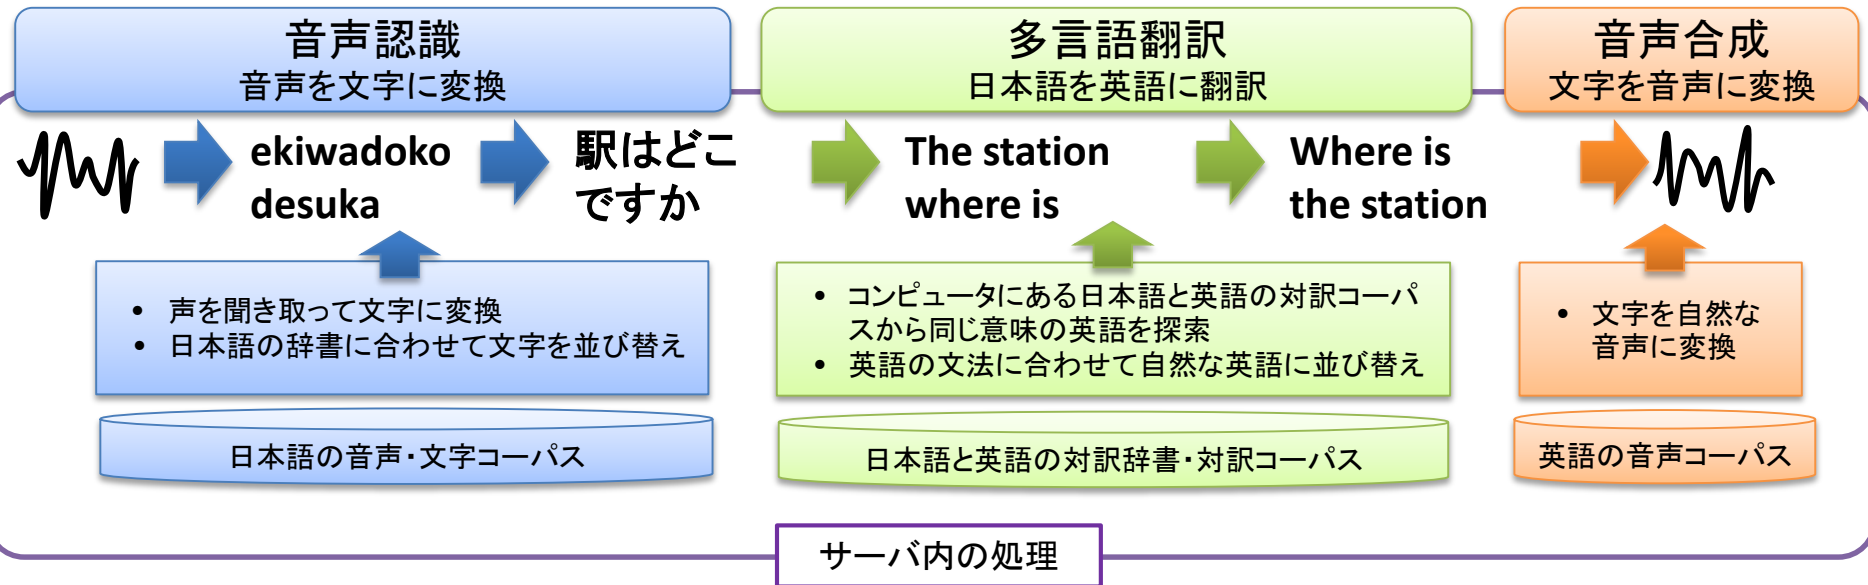 音声認識
音声を文字に変換
多言語翻訳
日本語を英語に翻訳
音声合成
文字を音声に変換
ekiwadoko
desuka
駅はどこ
ですか
The station
where is
Where is
the station
• 声を聞き取って文字に変換
• 日本語の辞書に合わせて文字を並び替え
• コンピュータにある日本語と英語の対訳コーパ
スから同じ意味の英語を探索
• 英語の文法に合わせて自然な英語に並び替え
• 文字を自然な
音声に変換
日本語の音声・文字コーパス
日本語と英語の対訳辞書・対訳コーパス
英語の音声コーパス
サーバ内の処理